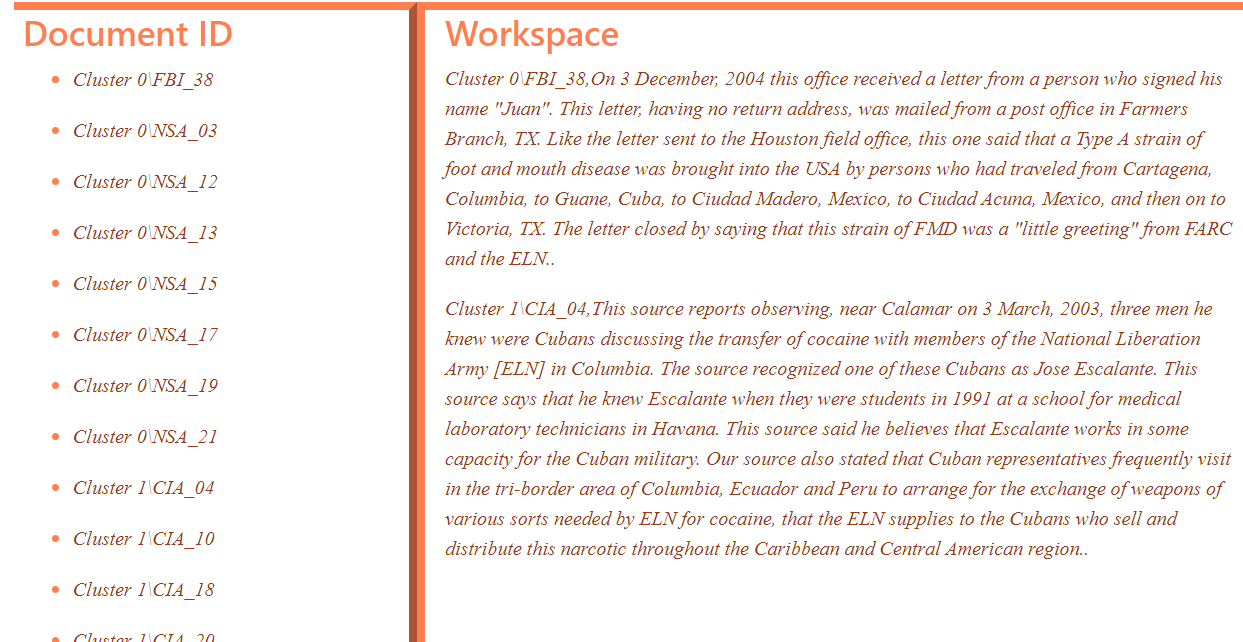 Document ID
Cluster 0\FBI_38
Cluster 0\NSA_03
Cluster 0\NSA_12
Cluster 0\NSA_13
Cluster 0\NSA_15
Cluster 0\NSA_17
Cluster 0\NSA_19
Cluster 0\NSA_21
Cluster 1\CIA_04
Cluster 1\CIA_10
Cluster 1\CIA_18
Cluster 1\CIA_20
Workspace
Cluster 0\FBI_38,On 3 December, 2004 this office received a letter from a person who signed his
name "Juan". This letter, having no return address, was mailed from a post office in Farmers
Branch, TX. Like the letter sent to the Houston field office, this one said that a Type A strain of
foot and mouth disease was brought into the USA by persons who had traveled from Cartagena,
Columbia, to Guane, Cuba, to Ciudad Madero, Mexico, to Ciudad Acuna, Mexico, and then on to
Victoria, TX. The letter closed by saying that this strain of FMD was a "little greeting" from FARC
and the ELN..
Cluster 1\CIA_04,This source reports observing, near Calamar on 3 March, 2003, three men he
knew were Cubans discussing the transfer of cocaine with members of the National Liberation
Army [ELN] in Columbia. The source recognized one of these Cubans as Jose Escalante. This
source says that he knew Escalante when they were students in 1991 at a school for medical
laboratory technicians in Havana. This source said he believes that Escalante works in some
capacity for the Cuban military. Our source also stated that Cuban representatives frequently visit
in the tri-border area of Columbia, Ecuador and Peru to arrange for the exchange of weapons of
various sorts needed by ELN for cocaine, that the ELN supplies to the Cubans who sell and
distribute this narcotic throughout the Caribbean and Central American region..